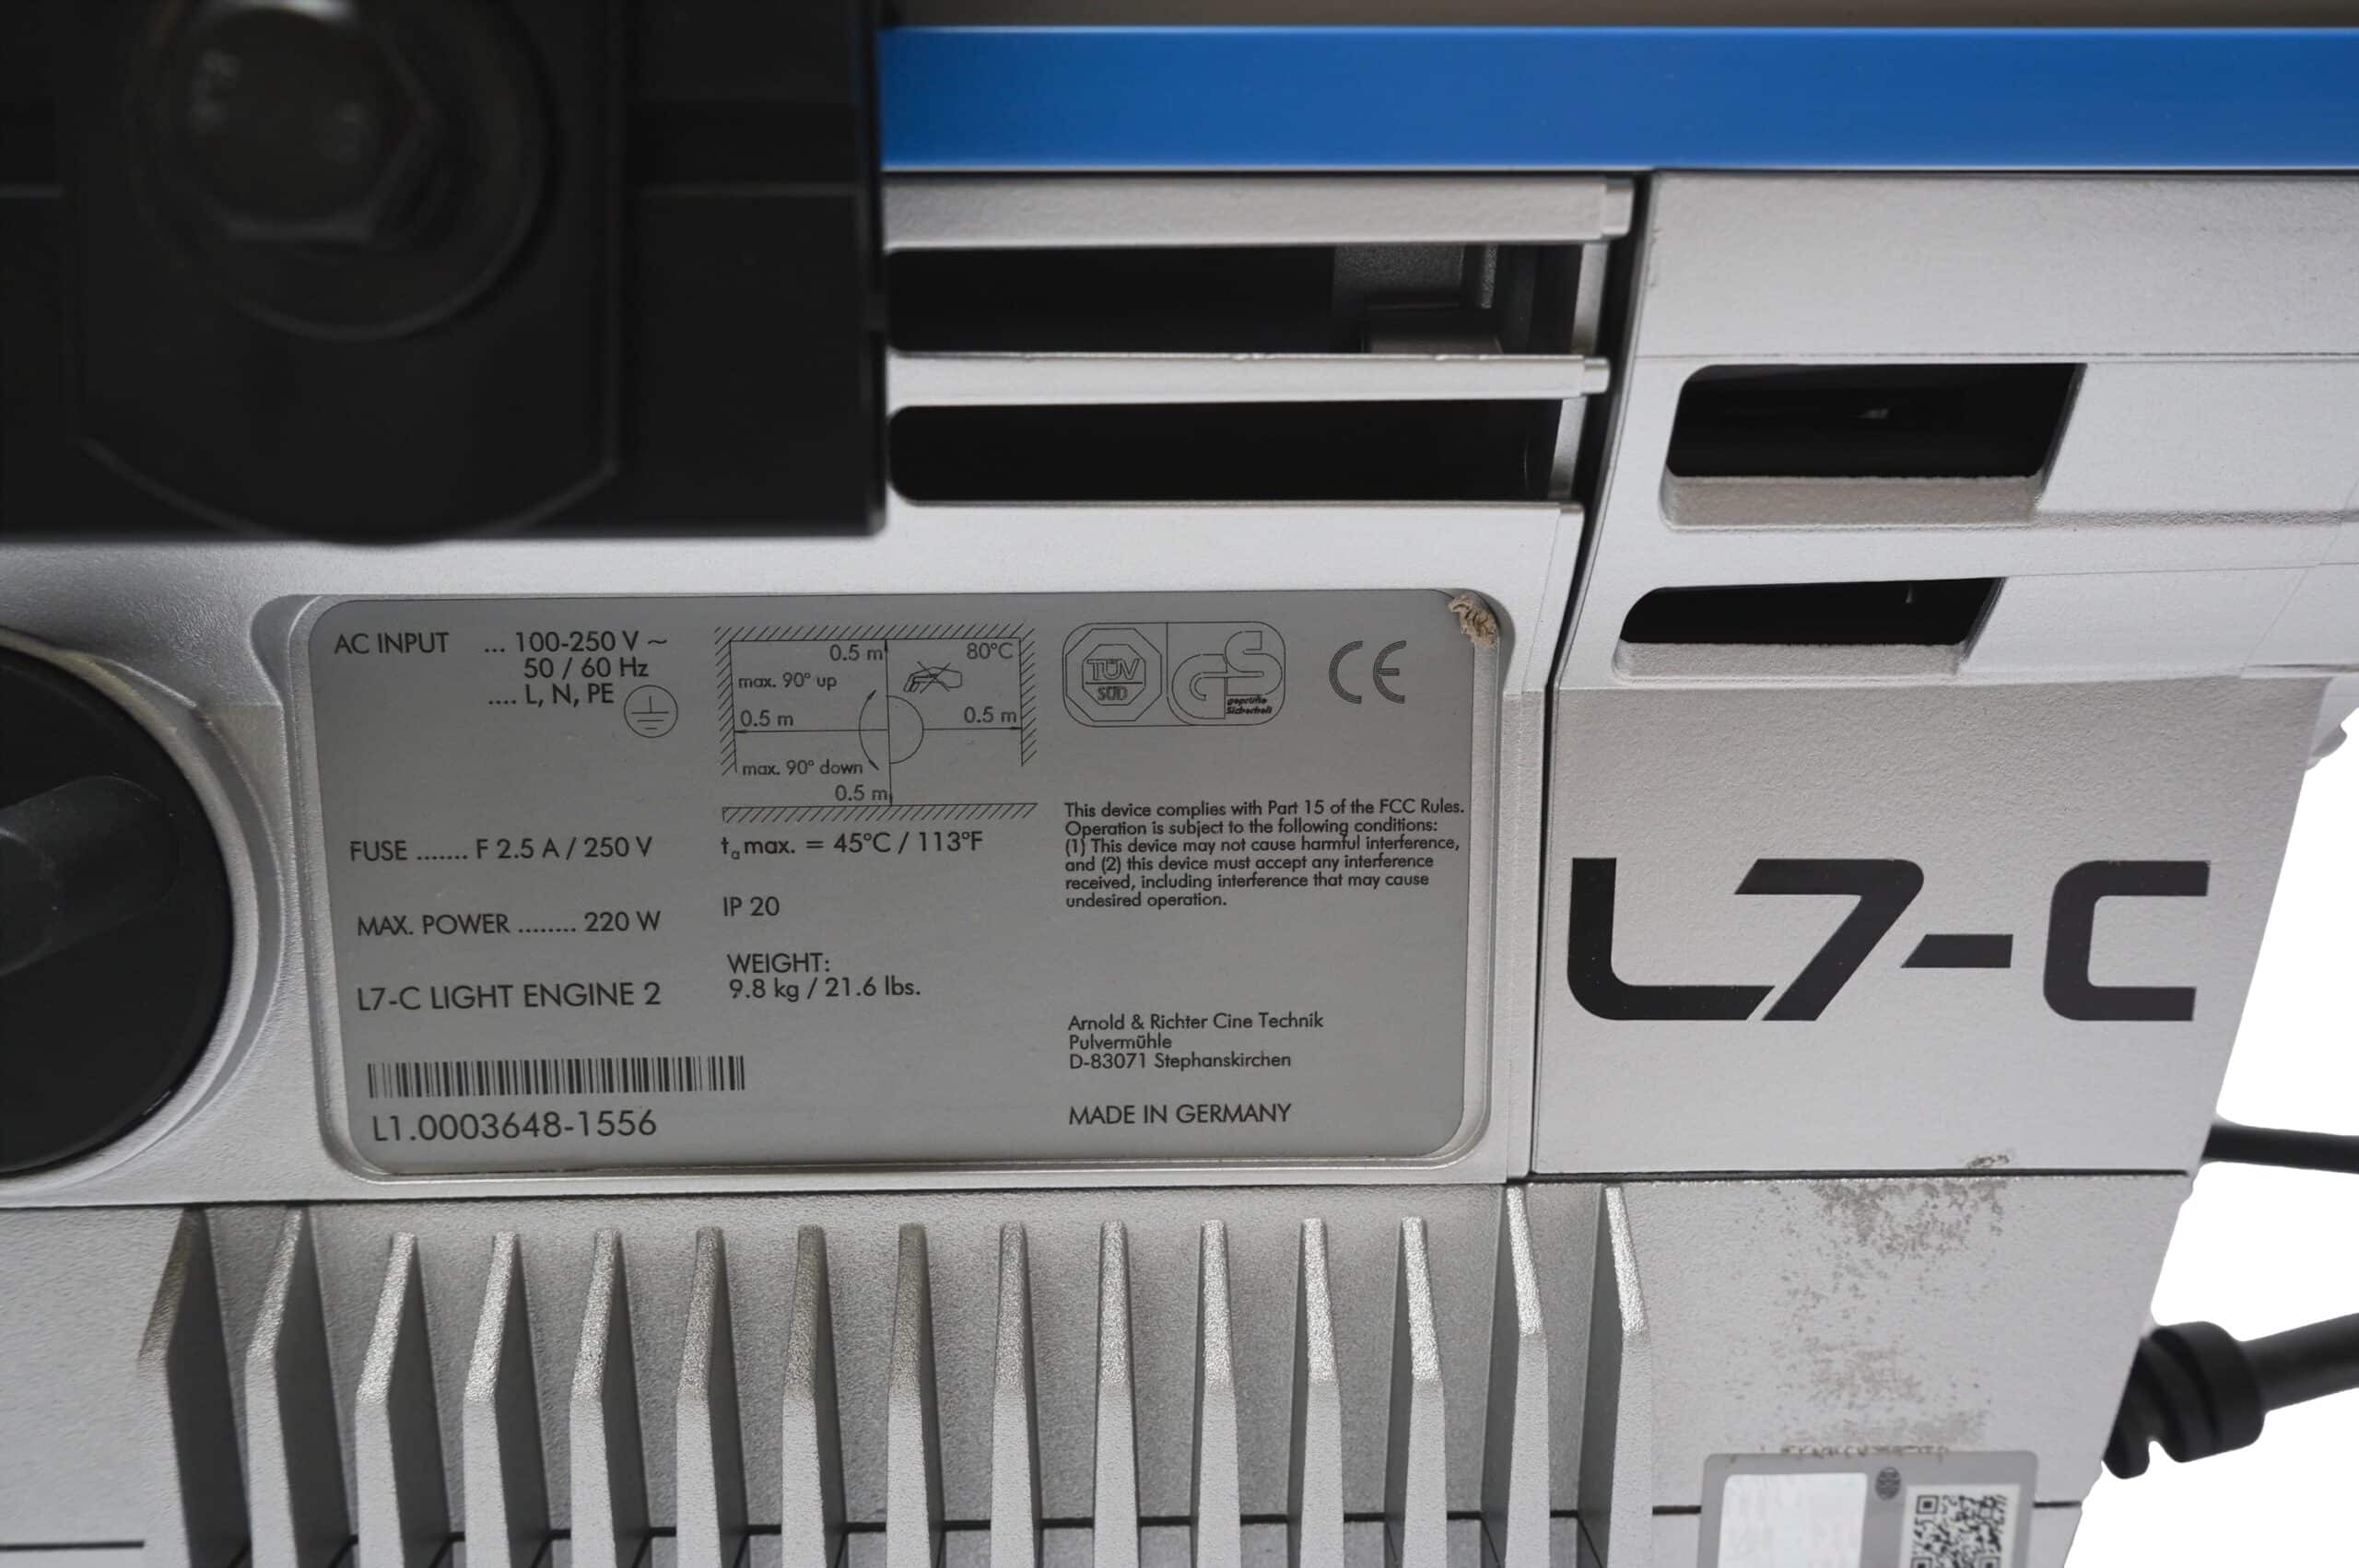 AC INPUT ... 100-250 V ~
50 / 60 Hz
.... L, N, PE
FUSE ....... F 2.5 A / 250 V
MAX. POWER ........ 220 W
L7-C LIGHT ENGINE 2
L1.0003648-1556
0.5 m
80°C
max. 90° up
0.5 m
0.5 m
max. 90° down
0.5 m
ta max. = 45°C / 113°F
IP 20
WEIGHT:
9.8 kg / 21.6 lbs.
TÜV
SÜD
GS
geprüfte
Sicherheit
CE
This device complies with Part 15 of the FCC Rules.
Operation is subject to the following conditions:
(1) This device may not cause harmful interference,
and (2) this device must accept any interference
received, including interference that may cause
undesired operation.
Arnold & Richter Cine Technik
Pulvermühle
D-83071 Stephanskirchen
MADE IN GERMANY
L7-C